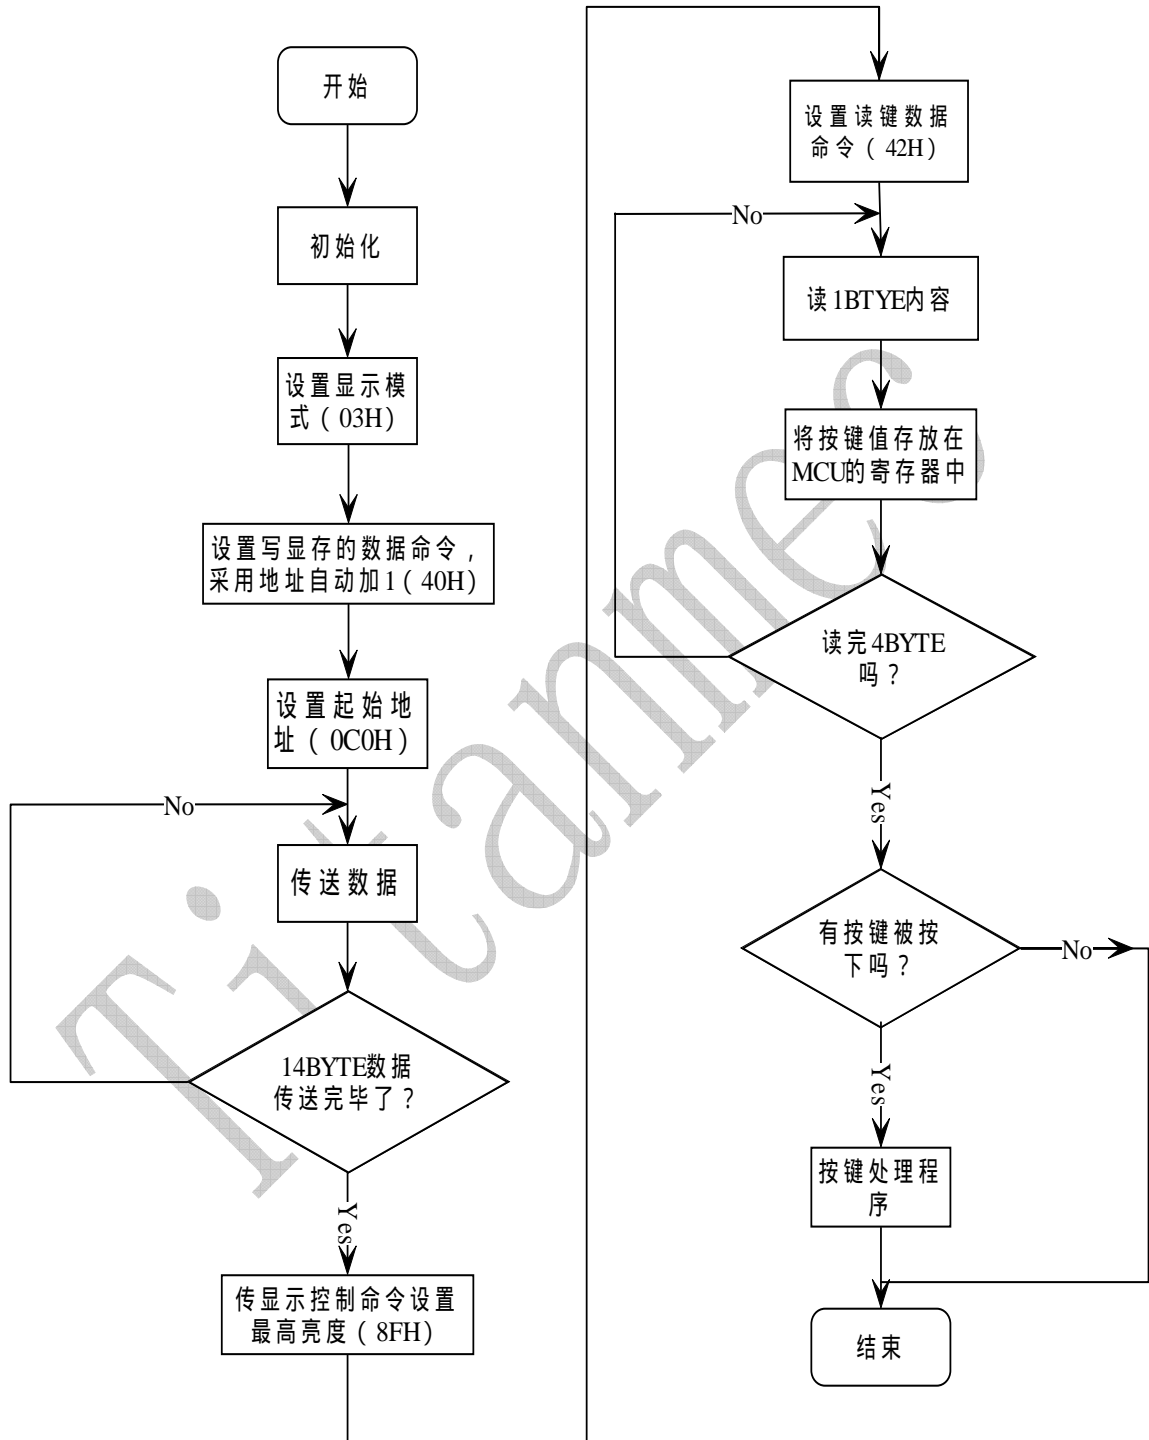 开始
初始化
设置显示模
式（03H）
设置写显存的数据命令，
采用地址自动加1（40H）
设置起始地
址（0C0H）
No
传送数据
14BYTE数据
传送完毕了？
Yes
传显示控制命令设置
最高亮度（8FH）
设置读键数据
命令（42H）
No
读1BTYE内容
将按键值存放在
MCU的寄存器中
读完4BYTE
吗？
Yes
有按键被按
下吗？
No
Yes
按键处理程
序
结束
Titanmec